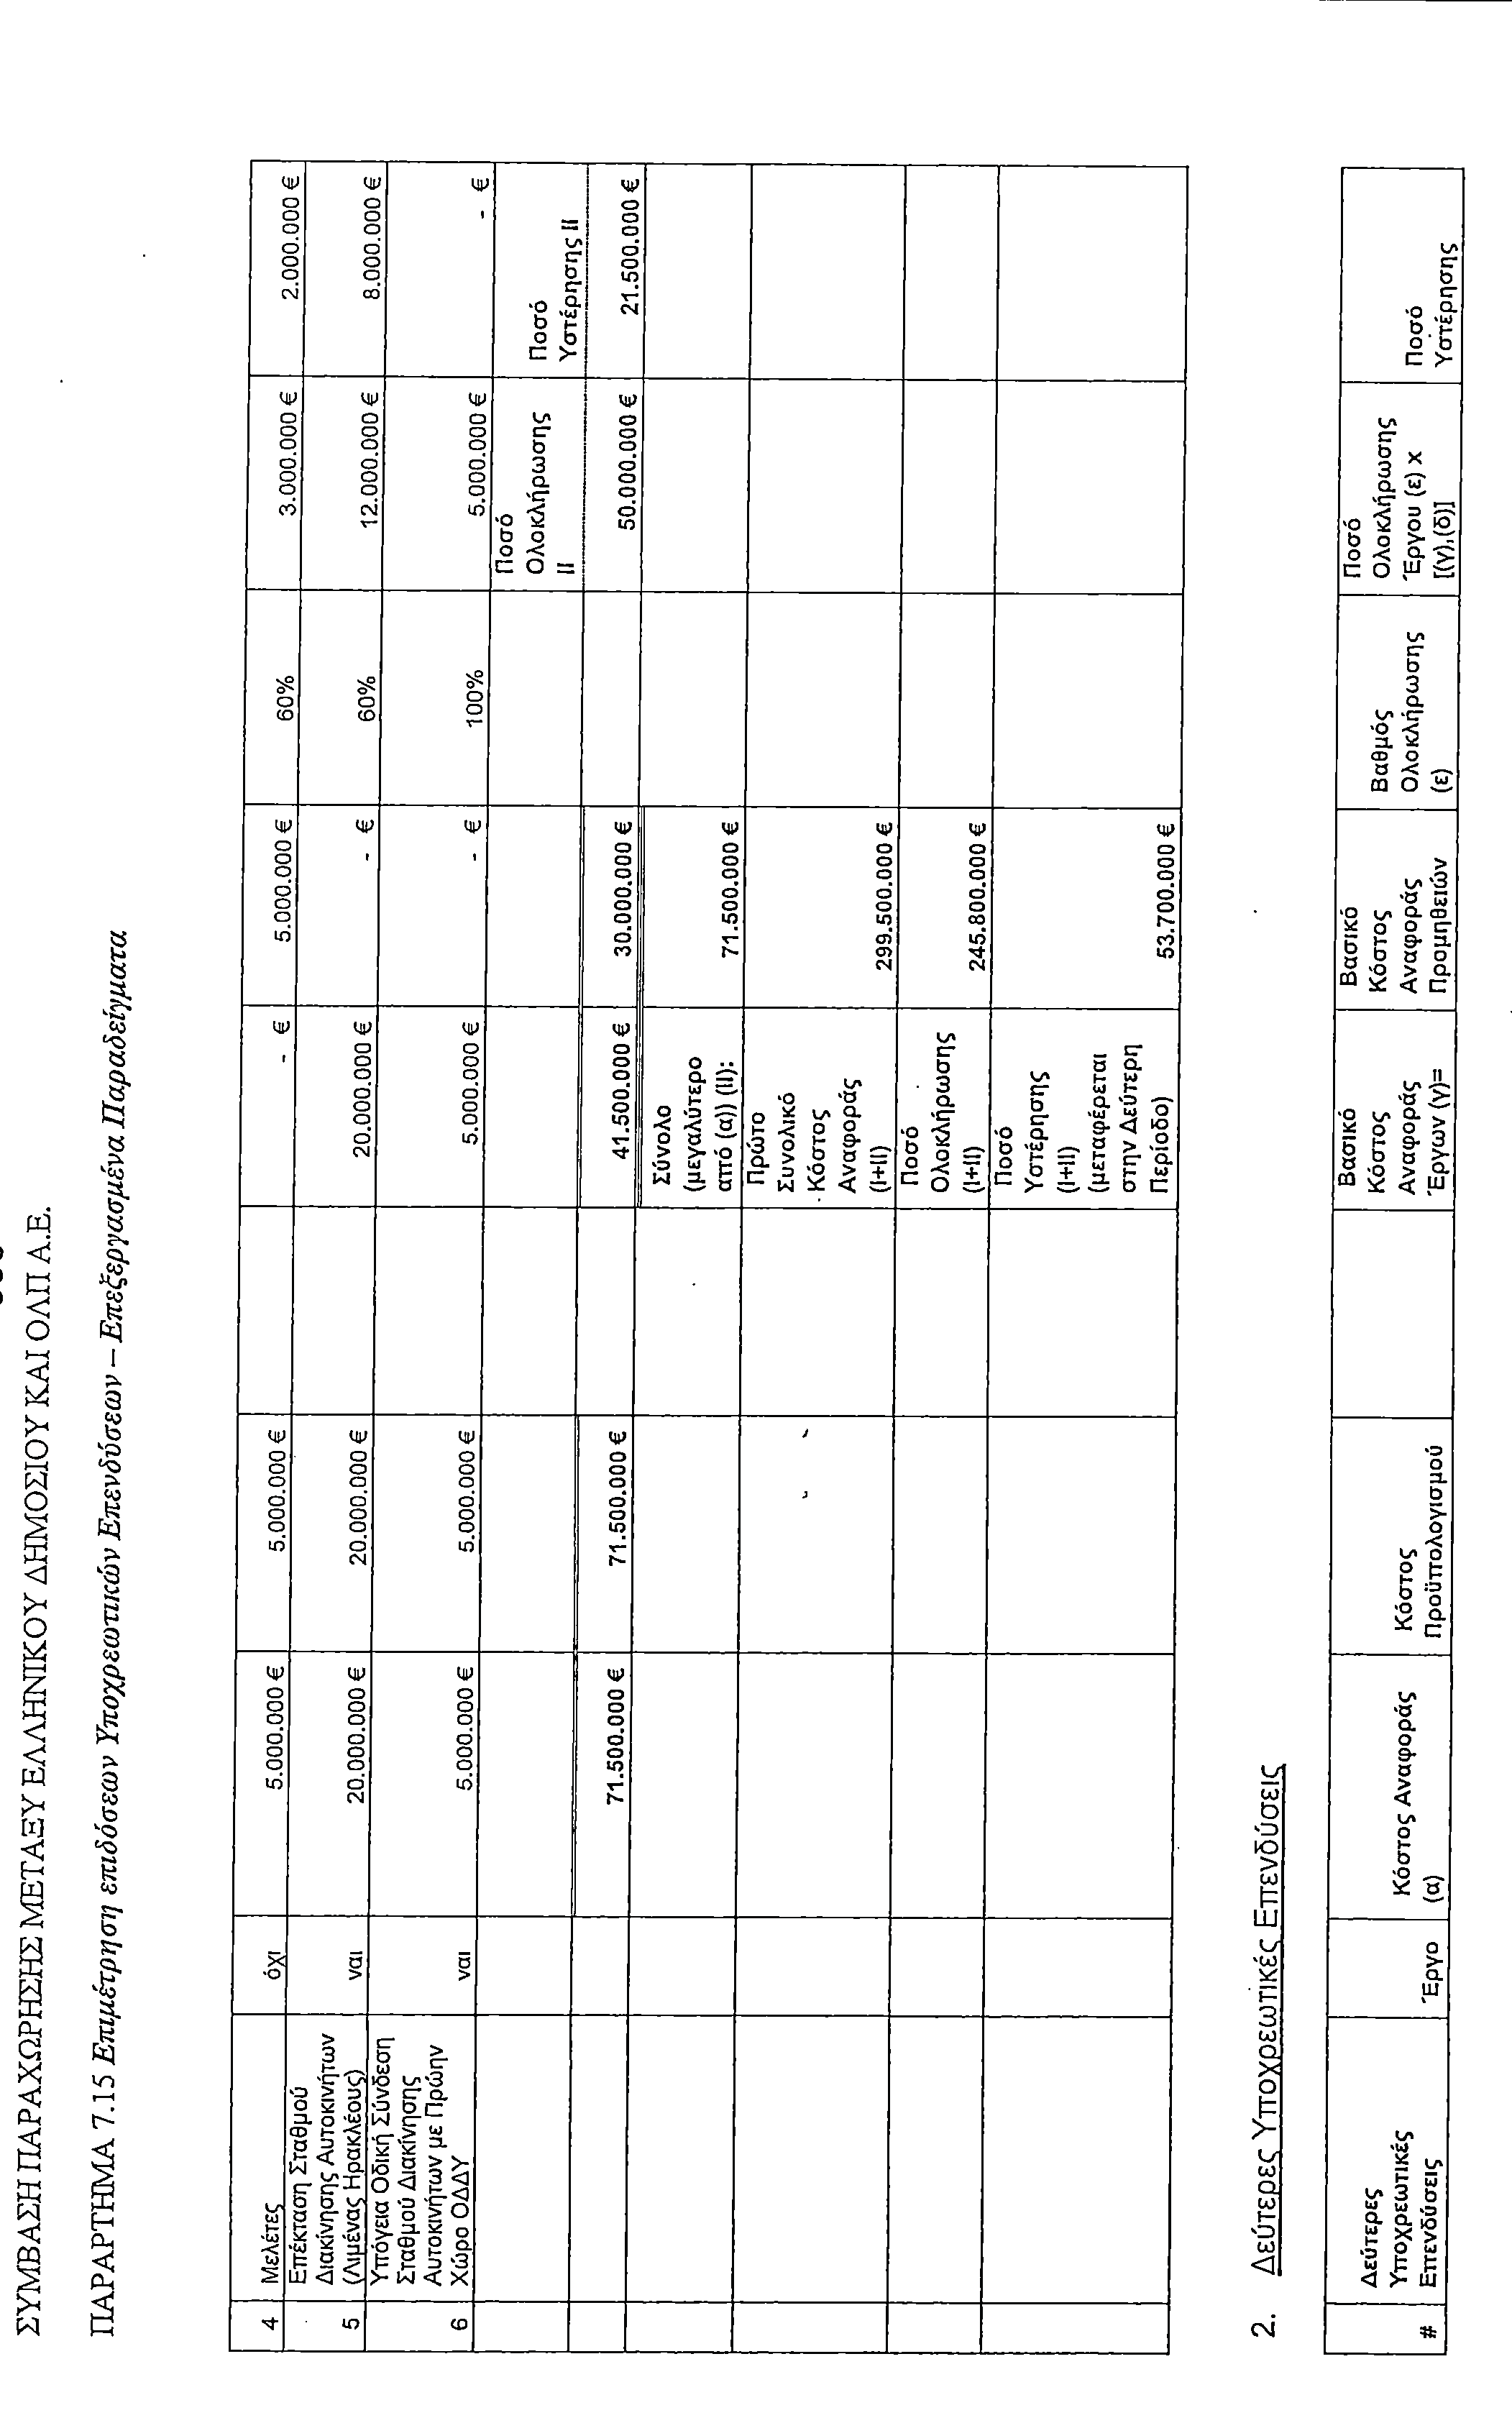 ΣΥΜΒΑΣΗ ΠΑΡΑΧΩΡΗΣΗΣ ΜΕΤΑΞΥ ΕΛΛΗΝΙΚΟΥ ΔΗΜΟΣΙΟΥ ΚΑΙ ΟΛΠ Α.Ε.
ΠΑΡΑΡΤΗΜΑ 7.15 Επιμέτρηση επιδόσεων Υποχρεωτικών Επενδύσεων – Επεξεργασμένα Παραδείγματα
4 Μελέτες όχι 5.000.000 € 5.000.000 € - € 5.000.000 € 60% 3.000.000 € 2.000.000 €
5 Επέκταση Σταθμού
Διακίνησης Αυτοκινήτων
(Λιμένας Ηρακλέους) ναι 20.000.000 € 20.000.000 € 20.000.000 € - € 60% 12.000.000 € 8.000.000 €
6 Υπόγεια Οδική Σύνδεση
Σταθμού Διακίνησης
Αυτοκινήτων με Πρώην
Χώρο ΟΔΔΥ ναι 5.000.000 € 5.000.000 € 5.000.000 € - € 100% 5.000.000 € - €
Ποσό
Ολοκλήρωσης
ΙΙ
Ποσό
Υστέρησης ΙΙ
71.500.000 € 71.500.000 € 41.500.000 € 30.000.000 € 50.000.000 € 21.500.000 €
Σύνολο
(μεγαλύτερο
από (α)) (ΙΙ): 71.500.000 €
Πρώτο
Συνολικό
Κόστος
Αναφοράς
(Ι+ΙΙ) 299.500.000 €
Ποσό
Ολοκλήρωσης
(Ι+ΙΙ) 245.800.000 €
Ποσό
Υστέρησης
(Ι+ΙΙ)
(μεταφέρεται
στην Δεύτερη
Περίοδο) 53.700.000 €
2. Δεύτερες Υποχρεωτικές Επενδύσεις
#
Δεύτερες
Υποχρεωτικές
Επενδύσεις
Έργο
Κόστος Αναφοράς
(α)
Κόστος
Προϋπολογισμού
Βασικό
Κόστος
Αναφοράς
Έργων (γ)=
Βασικό
Κόστος
Αναφοράς
Προμηθειών
Βαθμός
Ολοκλήρωσης
(ε)
Ποσό
Ολοκλήρωσης
Έργου (ε) x
[(γ),(δ)]
Ποσό
Υστέρησης